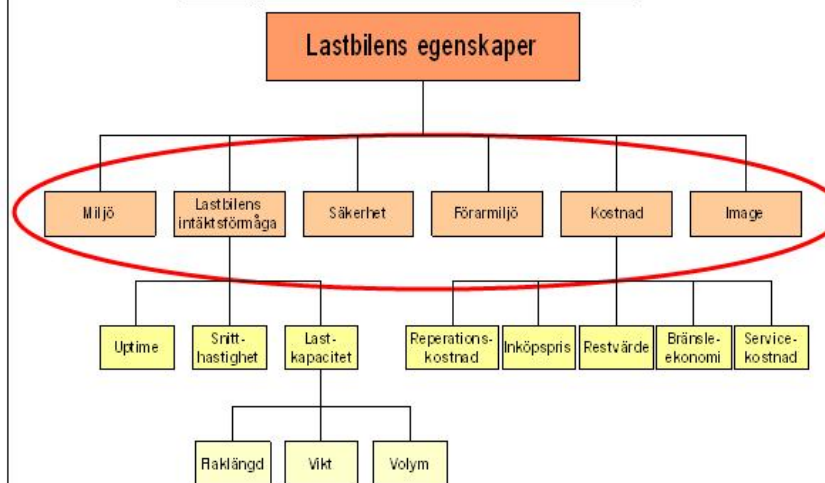 Lastbilens egenskaper
Miljö
Lastbilens
intäktsförmåga
Säkerhet
Förarmiljö
Kostnad
Image
Uptime
Snitt-
hastighet
Last-
kapacitet
Reperations-
kostnad
Inköpspris
Restvärde
Bränsle-
ekonomi
Service-
kostnad
Flaklängd
Vikt
Volym